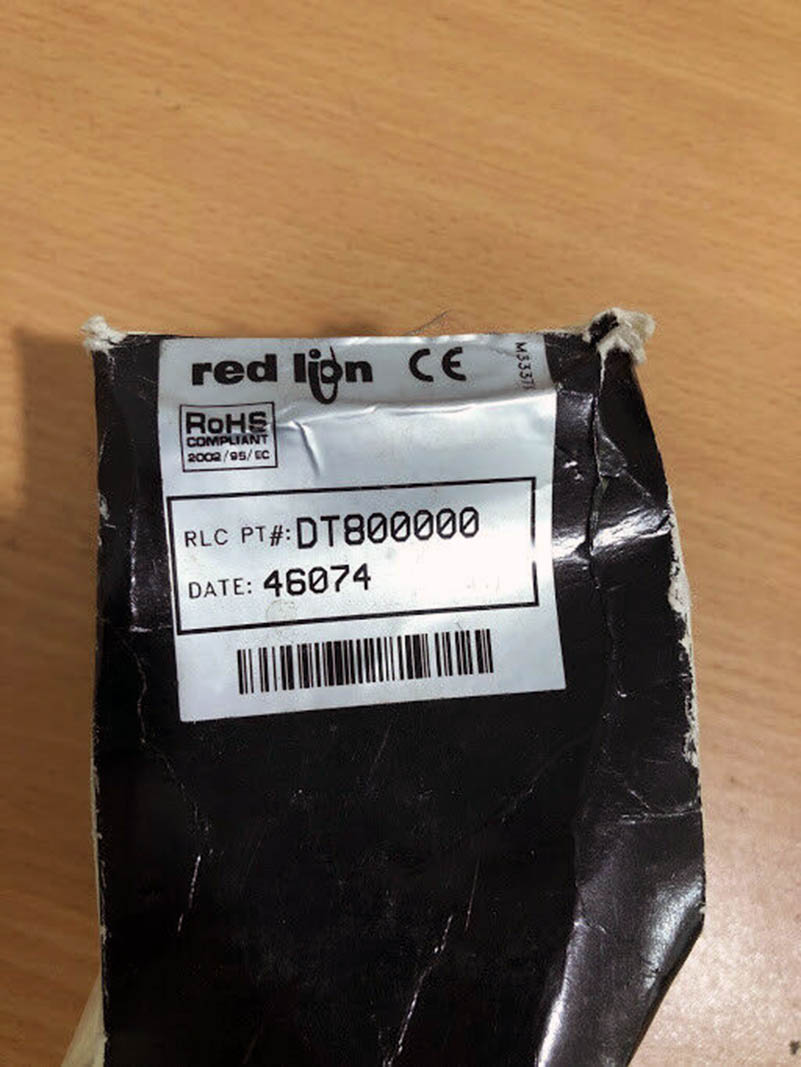 red lion CE
RoHS
COMPLIANT
2002/95/EC
RLC PT#: DT800000
DATE: 46074